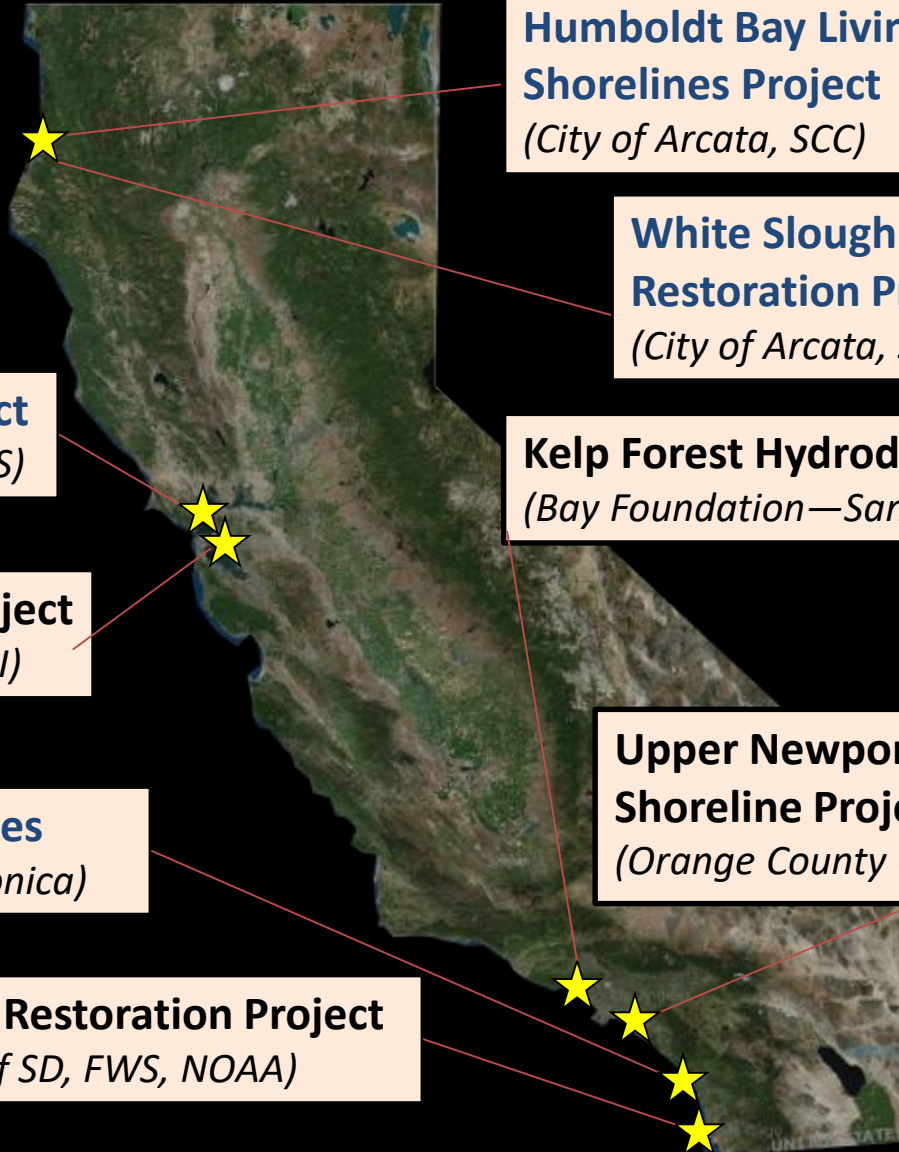 Humboldt Bay Livin
Shorelines Project
(City of Arcata, SCC)
White Slough
Restoration P
(City of Arcata,
ct
S)
Kelp Forest Hydrod
(Bay Foundation—San
ject
I)
Upper Newpor
Shoreline Proje
(Orange County
es
onica)
Restoration Project
f SD, FWS, NOAA)